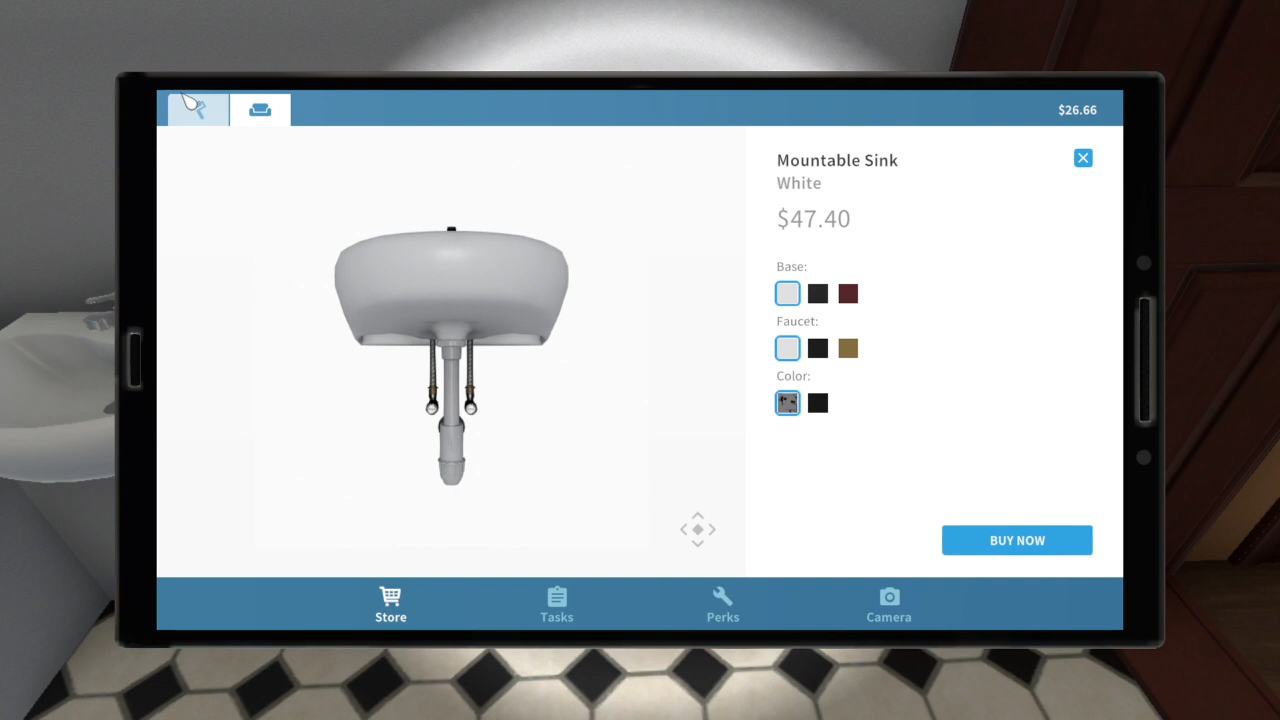 $26.66
Mountable Sink
White
$47.40
Base:
Faucet:
Color:
BUY NOW
Store
Tasks
Perks
Camera